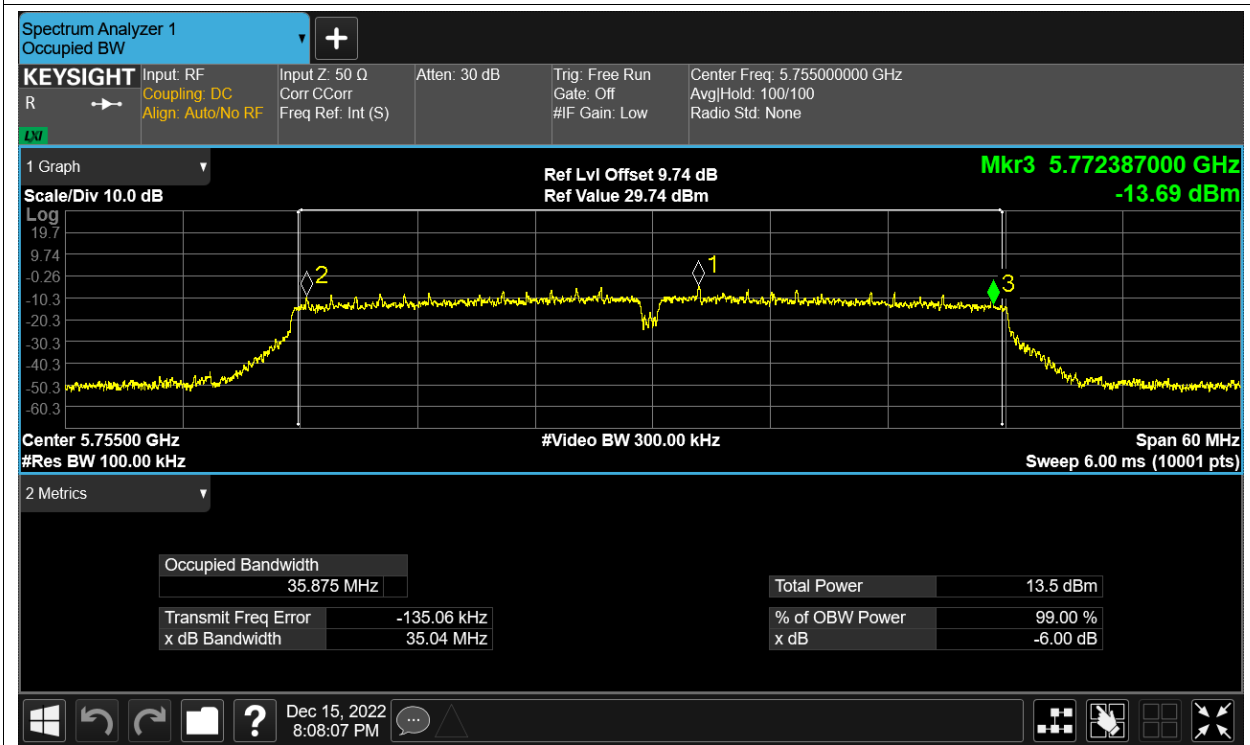 Spectrum Analyzer 1
Occupied BW
KEYSIGHT
R
LXI
Input: RF
Coupling: DC
Align: Auto/No RF
Input Z: 50 Ω
Corr CCorr
Freq Ref: Int (S)
Atten: 30 dB
Trig: Free Run
Gate: Off
#IF Gain: Low
Center Freq: 5.755000000 GHz
Avg|Hold: 100/100
Radio Std: None
1 Graph
Scale/Div 10.0 dB
Ref Lvl Offset 9.74 dB
Ref Value 29.74 dBm
Mkr3 5.772387000 GHz
-13.69 dBm
Log
19.7
9.74
-0.26
-10.3
-20.3
-30.3
-40.3
-50.3
-60.3
2
1
3
Center 5.75500 GHz
#Video BW 300.00 kHz
Span 60 MHz
#Res BW 100.00 kHz
Sweep 6.00 ms (10001 pts)
2 Metrics
Occupied Bandwidth
35.875 MHz
Transmit Freq Error -135.06 kHz
x dB Bandwidth 35.04 MHz
Total Power 13.5 dBm
% of OBW Power 99.00 %
x dB -6.00 dB
?
Dec 15, 2022
8:08:07 PM